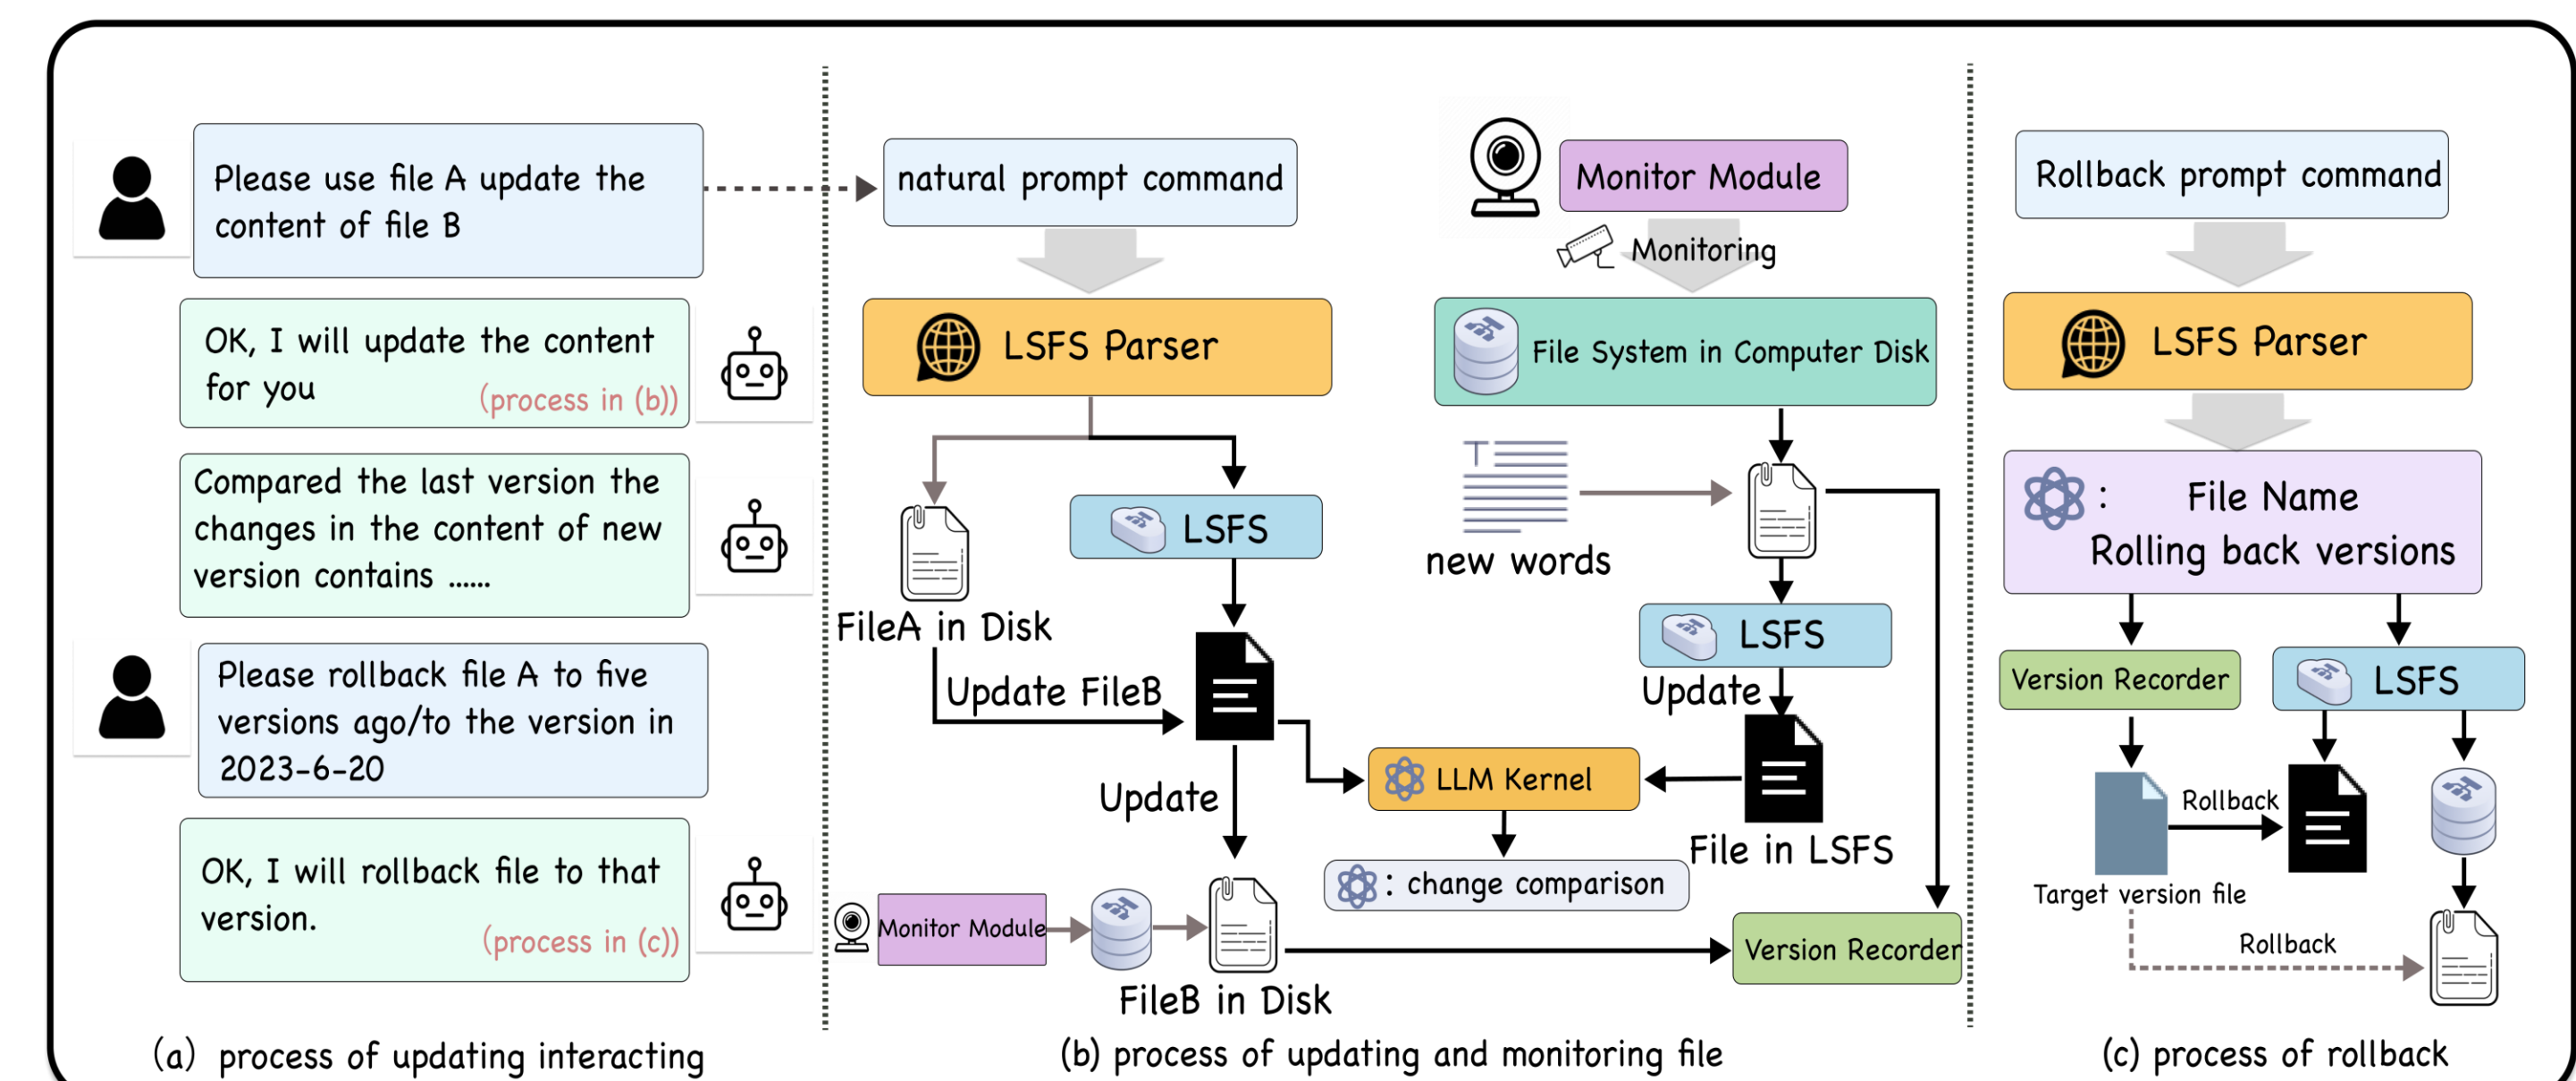 Please use file A update the
content of file B
OK, I will update the content
for you
(process in (b))
Compared the last version the
changes in the content of new
version contains ......
Please rollback file A to five
versions ago/to the version in
2023-6-20
OK, I will rollback file to that
version.
(process in (c))
(a) process of updating interacting
natural prompt command
LSFS Parser
LSFS
FileA in Disk
Update FileB
Update
Monitor Module
FileB in Disk
Monitor Module
Monitoring
File System in Computer Disk
T
new words
LSFS
Update
LLM Kernel
File in LSFS
: change comparison
Version Recorder
(b) process of updating and monitoring file
Rollback prompt command
LSFS Parser
: File Name
Rolling back versions
Version Recorder
LSFS
Rollback
Target version file
Rollback
(c) process of rollback